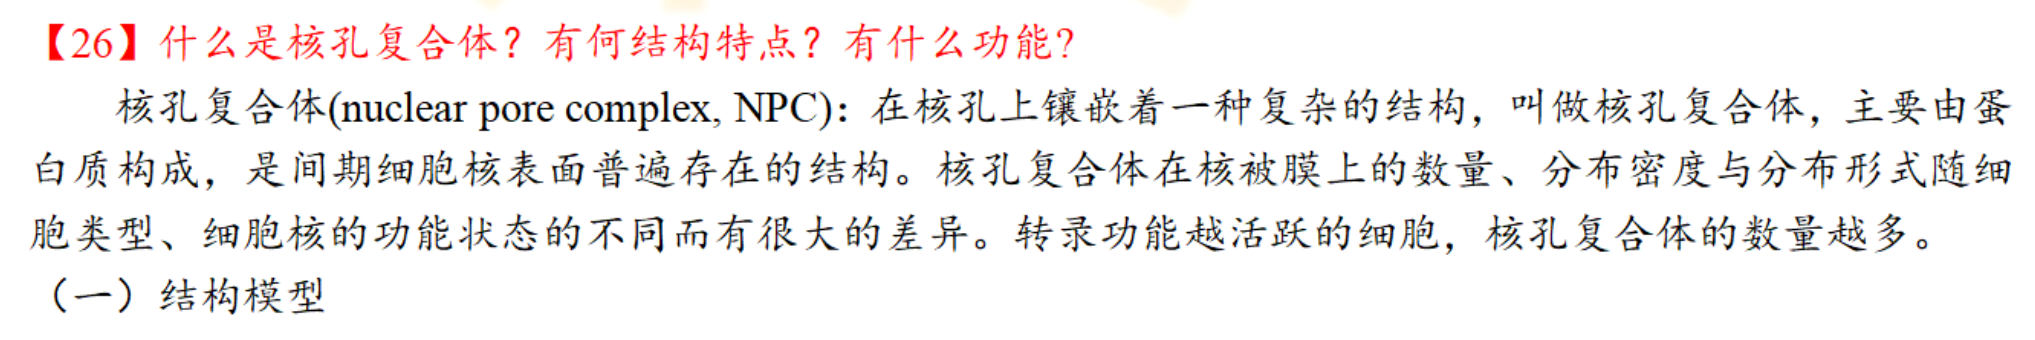 【26】什么是核孔复合体？有何结构特点？有什么功能?
核孔复合体(nuclear pore complex, NPC)：在核孔上镶嵌着一种复杂的结构，叫做核孔复合体，主要由蛋
白质构成，是间期细胞核表面普遍存在的结构。核孔复合体在核被膜上的数量、分布密度与分布形式随细
胞类型、细胞核的功能状态的不同而有很大的差异。转录功能越活跃的细胞，核孔复合体的数量越多。
（一）结构模型